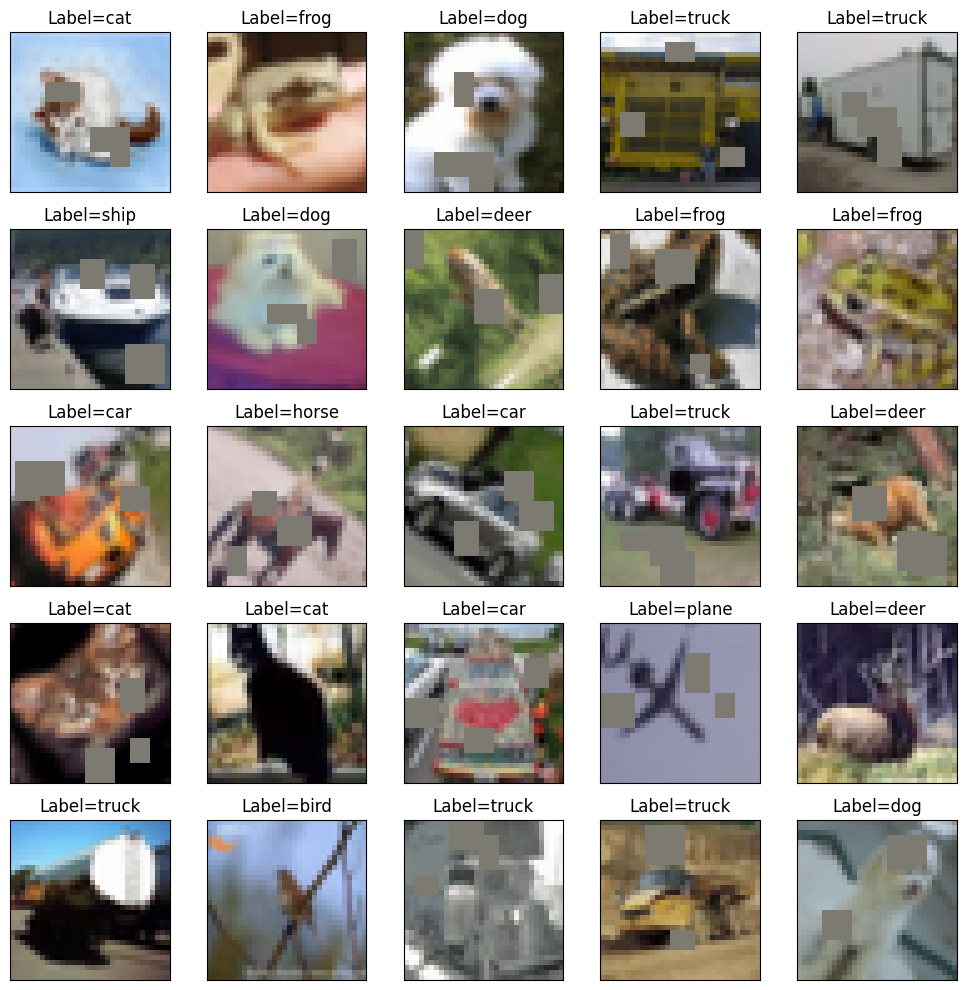 Label=cat Label=frog Label=dog Label=truck Label=truck
Label=ship Label=dog Label=deer Label=frog Label=frog
Label=car Label=horse Label=car Label=truck Label=deer
Label=cat Label=cat Label=car Label=plane Label=deer
Label=truck Label=bird Label=truck Label=truck Label=dog